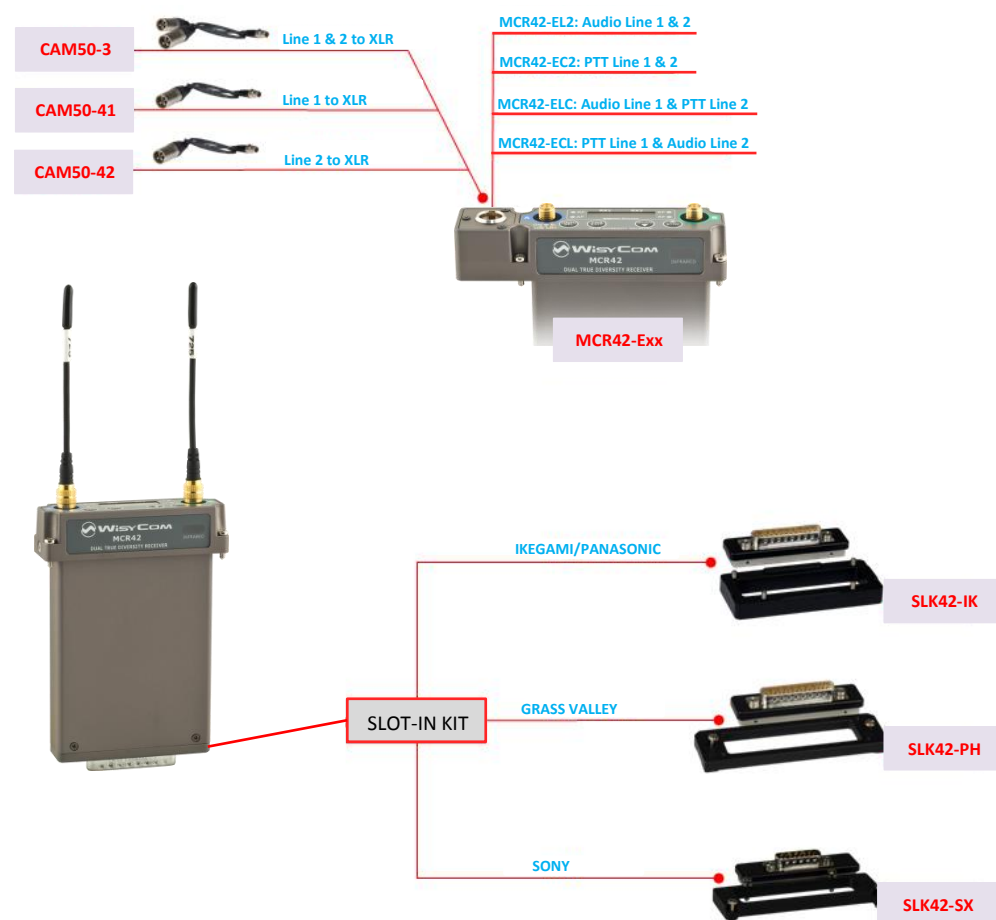 CAM50-3
Line 1 & 2 to XLR
MCR42-EL2: Audio Line 1 & 2
MCR42-EC2: PTT Line 1 & 2
CAM50-41
Line 1 to XLR
MCR42-ELC: Audio Line 1 & PTT Line 2
MCR42-ECL: PTT Line 1 & Audio Line 2
CAM50-42
Line 2 to XLR
WISYCOM
MCR42
DUAL TRUE DIVERSITY RECEIVER
INFRARED
MCR42-Exx
WISYCOM
MCR42
DUAL TRUE DIVERSITY RECEIVER
INFRARED
IKEGAMI/PANASONIC
SLK42-IK
SLOT-IN KIT
GRASS VALLEY
SLK42-PH
SONY
SLK42-SX